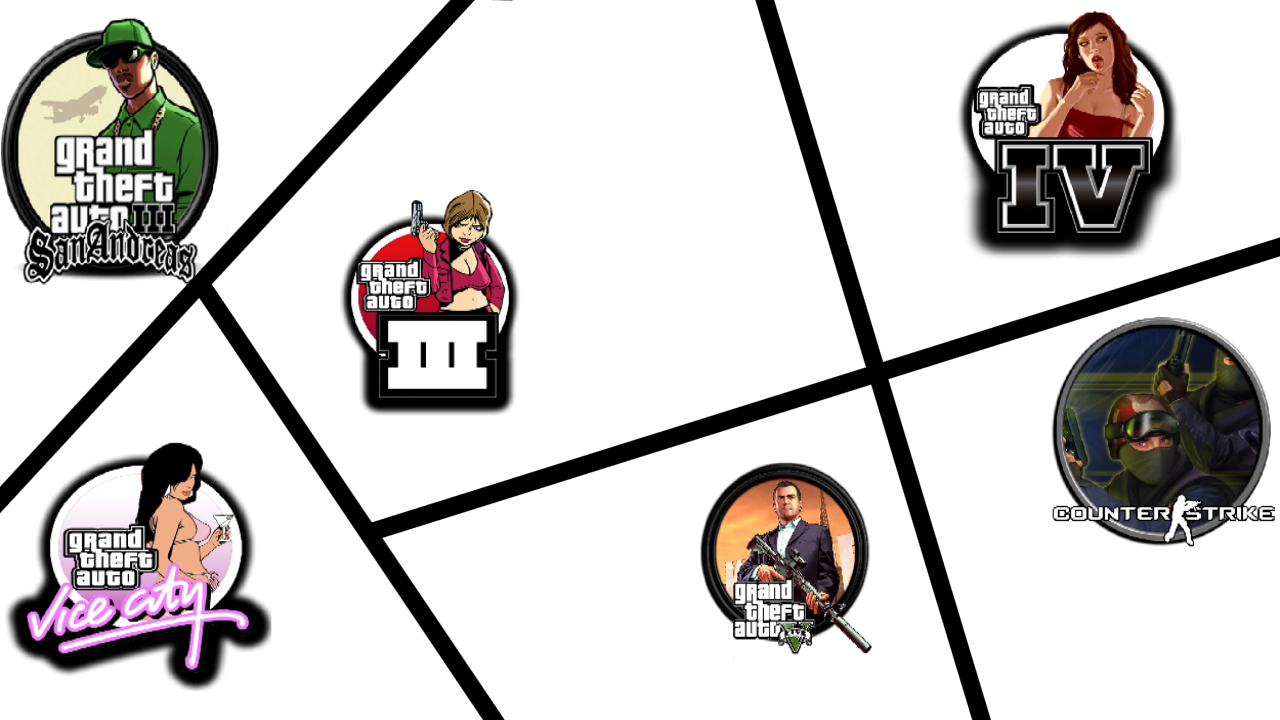 grand
theft
auto III
San Andreas
grand
theft
auto
IV
grand
theft
auto
III
COUNTER STRIKE
grand
theft
auto
vice city
grand
theft
auto V
FIVE